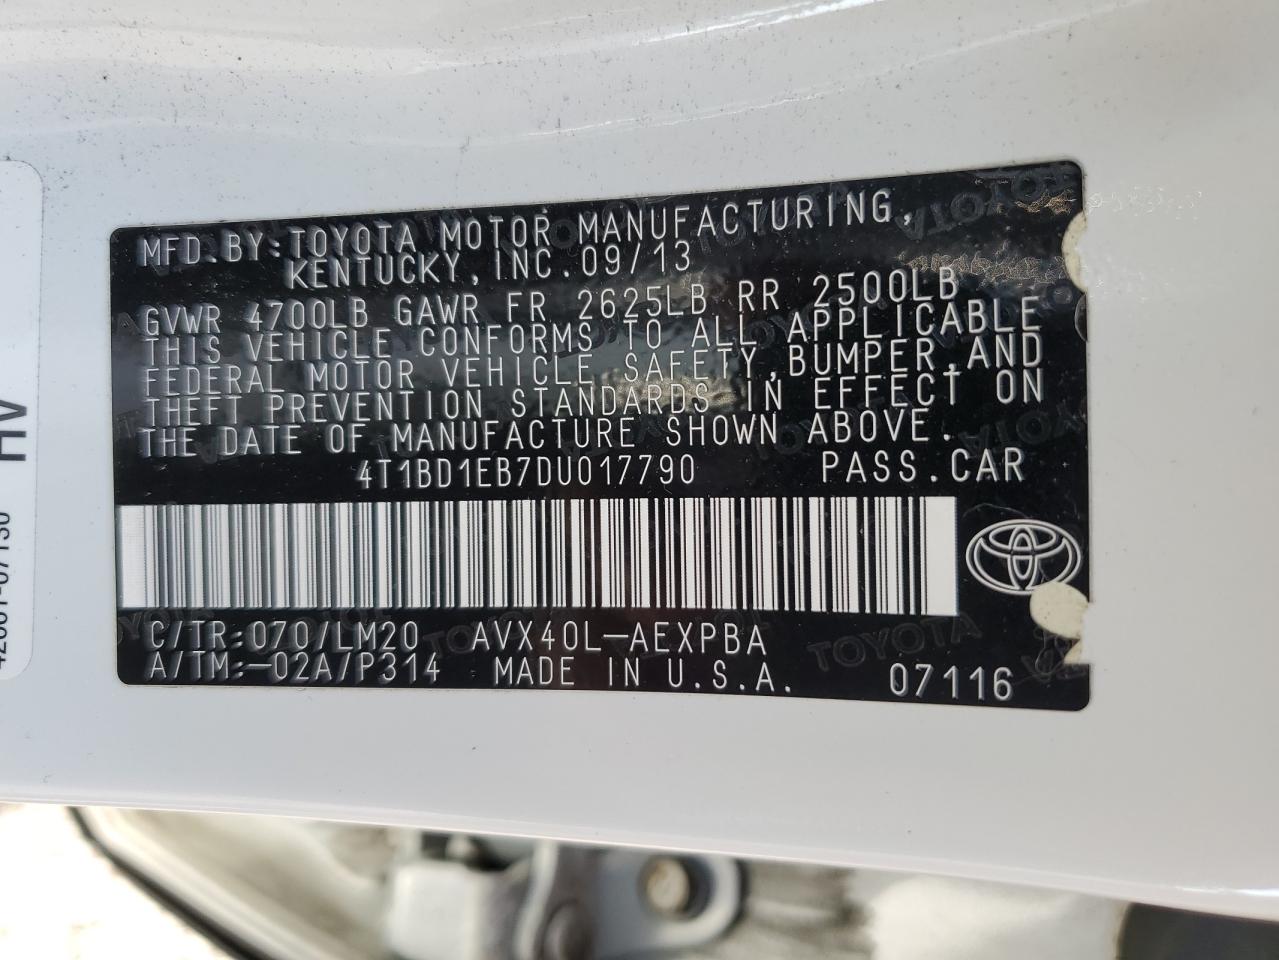 MFD.BY:TOYOTA MOTOR MANUFACTURING,
KENTUCKY, INC.09/13
GVWR 4700LB GAWR FR 2625LB RR 2500LB
THIS VEHICLE CONFORMS TO ALL APPLICABLE
FEDERAL MOTOR VEHICLE SAFETY,BUMPER,AND
THEFT PREVENTION STANDARDS IN EFFECT ON
THE DATE OF MANUFACTURE SHOWN ABOVE.
4T1BD1EB7DU017790 PASS.CAR
C/TR:070/LM20 AVX40L-AEXPBA
A/TM:-02A/P314 MADE IN U.S.A. 07116
HV